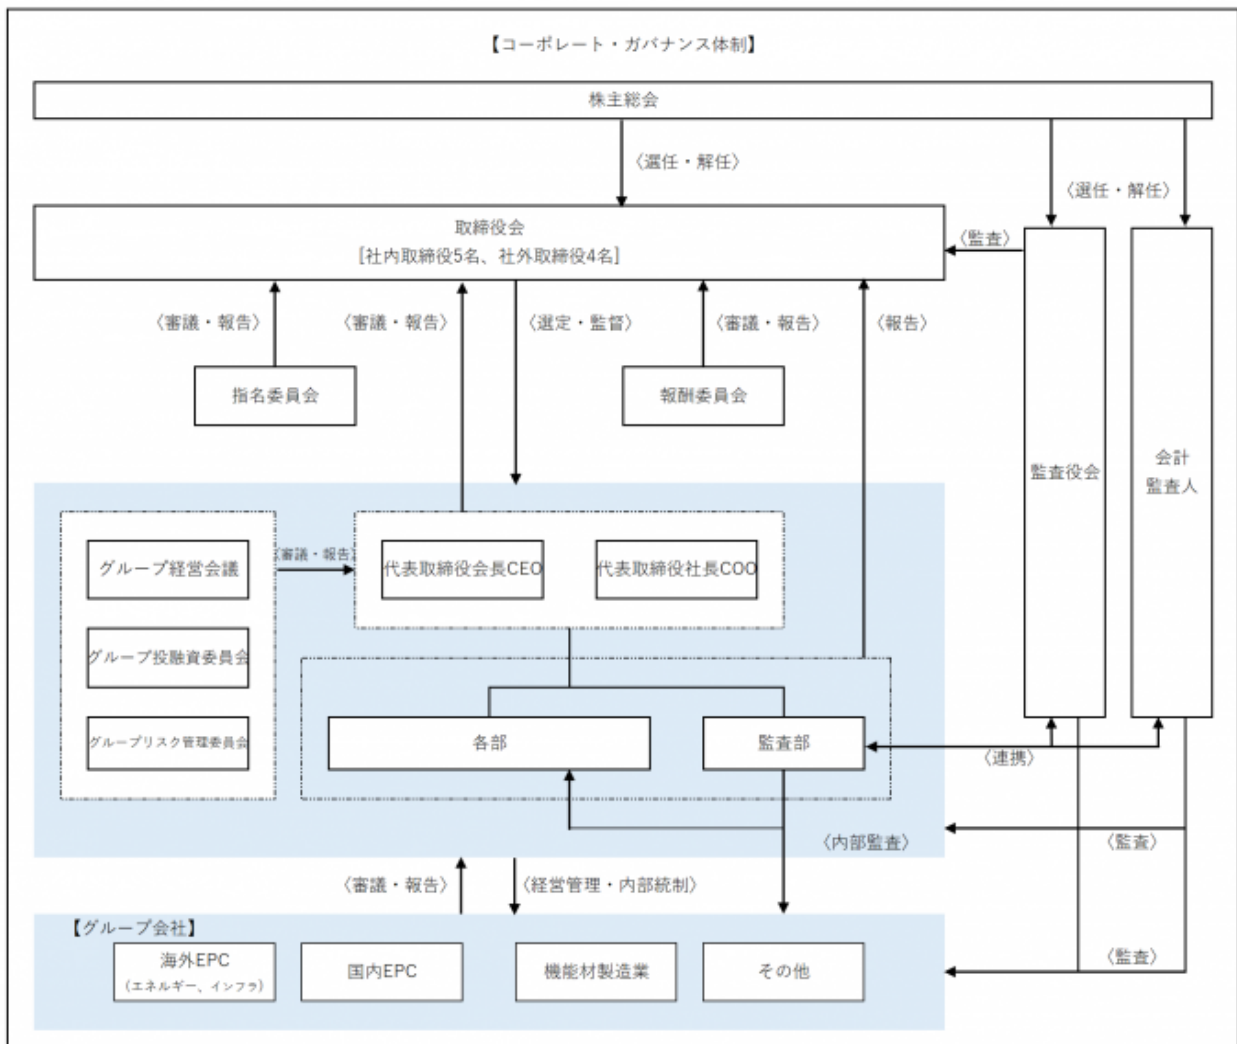 【コーポレート・ガバナンス体制】
株主総会
〈選任・解任〉
〈選任・解任〉
取締役会
[社内取締役5名、社外取締役4名]
〈監査〉
〈審議・報告〉
〈審議・報告〉
〈選定・監督〉
〈審議・報告〉
〈報告〉
指名委員会
報酬委員会
監査役会
会計
監査人
グループ経営会議
〈審議・報告〉
代表取締役会長CEO
代表取締役社長COO
グループ投融資委員会
グループリスク管理委員会
各部
監査部
〈連携〉
〈内部監査〉
〈監査〉
〈審議・報告〉
〈経営管理・内部統制〉
【グループ会社】
海外EPC
(エネルギー、インフラ)
国内EPC
機能材製造業
その他
〈監査〉